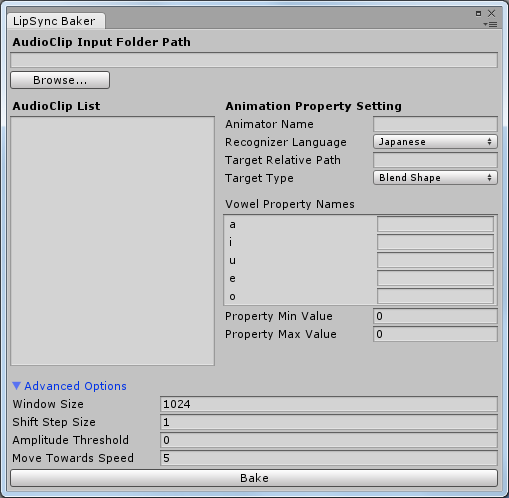 LipSync Baker
AudioClip Input Folder Path
Browse...
AudioClip List
Animation Property Setting
Animator Name
Recognizer Language Japanese
Target Relative Path
Target Type Blend Shape
Vowel Property Names
a
i
u
e
o
Property Min Value 0
Property Max Value 0
Advanced Options
Window Size 1024
Shift Step Size 1
Amplitude Threshold 0
Move Towards Speed 5
Bake